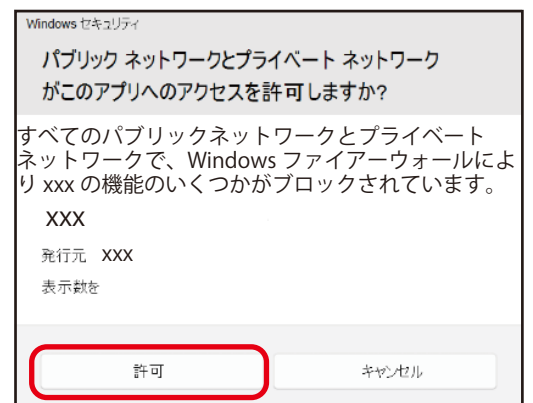 Windows セキュリティ
パブリック ネットワークとプライベート ネットワーク
がこのアプリへのアクセスを許可しますか?
すべてのパブリックネットワークとプライベート
ネットワークで、Windows ファイアーウォールによ
り xxx の機能のいくつかがブロックされています。
XXX
発行元 XXX
表示数を
許可
キャンセル